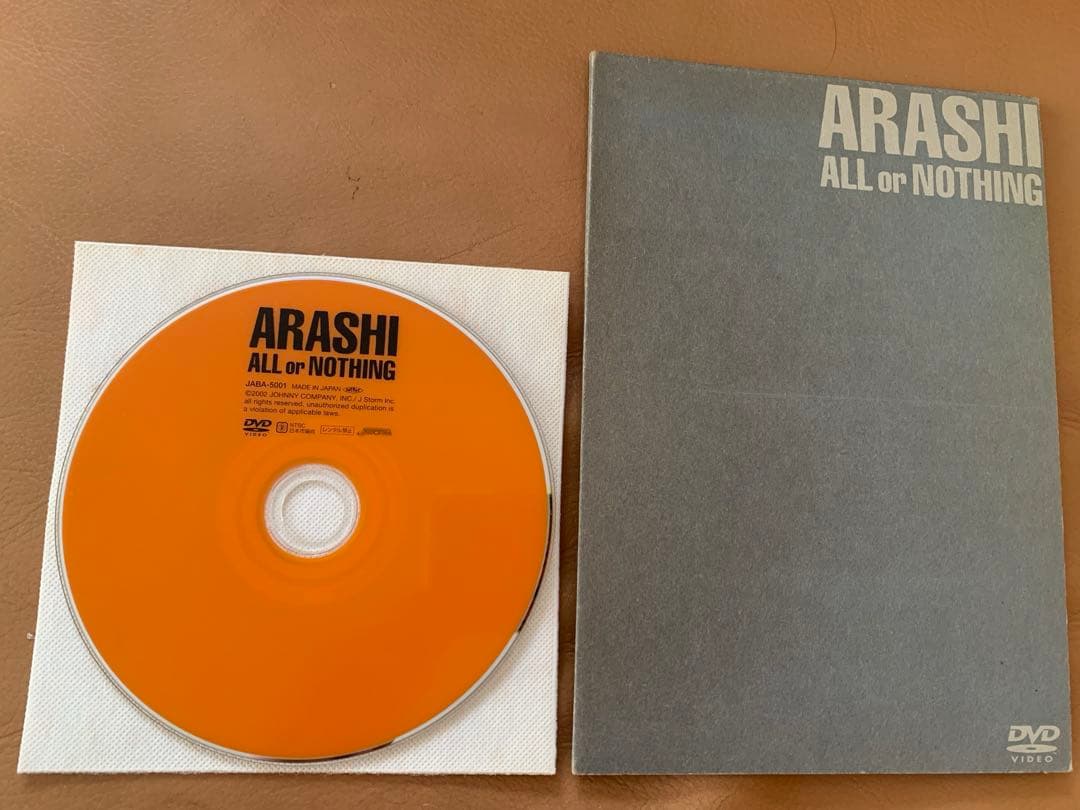 ARASHI
ALL or NOTHING
JABA-5001 MADE IN JAPAN
©2002 JOHNNY COMPANY, INC./J Storm Inc.
all rights reserved. unauthorized duplication is
a violation of applicable laws.
DVD
VIDEO
2
NTSC
日本市場向
レンタル禁止
ARASHI
ALL or NOTHING
DVD
VIDEO